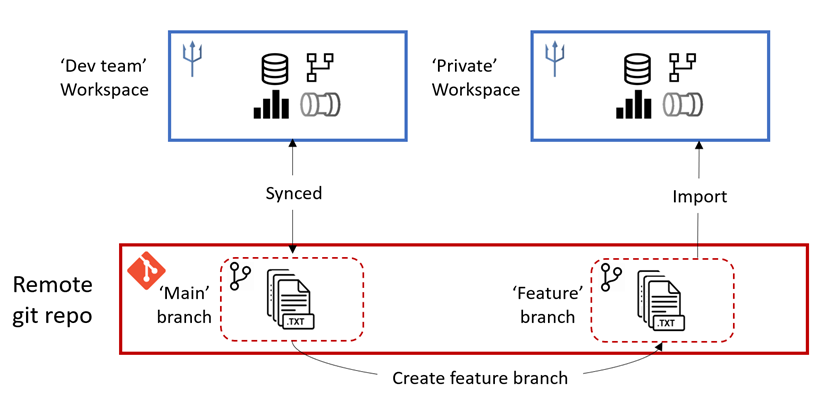 ‘Dev team’
Workspace
‘Private’
Workspace
Synced
Import
Remote
git repo
‘Main’
branch
.TXT
‘Feature’
branch
.TXT
Create feature branch